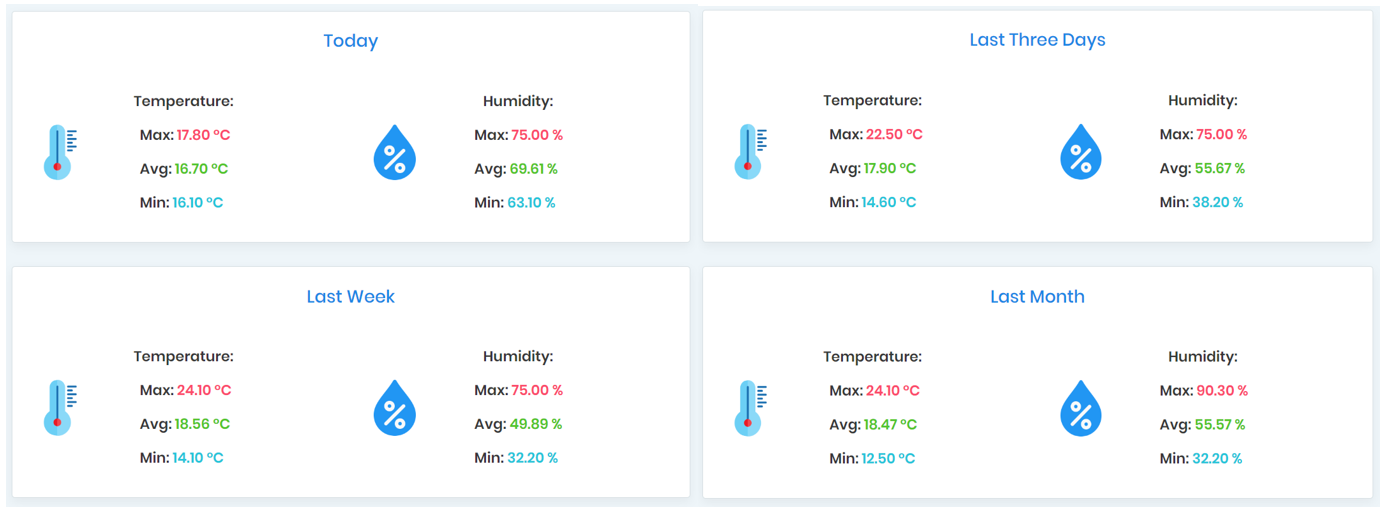 Today
Temperature:
Max: 17.80 °C
Avg: 16.70 °C
Min: 16.10 °C
%
Humidity:
Max: 75.00 %
Avg: 69.61 %
Min: 63.10 %
Last Three Days
Temperature:
Max: 22.50 °C
Avg: 17.90 °C
Min: 14.60 °C
%
Humidity:
Max: 75.00 %
Avg: 55.67 %
Min: 38.20 %
Last Week
Temperature:
Max: 24.10 °C
Avg: 18.56 °C
Min: 14.10 °C
%
Humidity:
Max: 75.00 %
Avg: 49.89 %
Min: 32.20 %
Last Month
Temperature:
Max: 24.10 °C
Avg: 18.47 °C
Min: 12.50 °C
%
Humidity:
Max: 90.30 %
Avg: 55.57 %
Min: 32.20 %